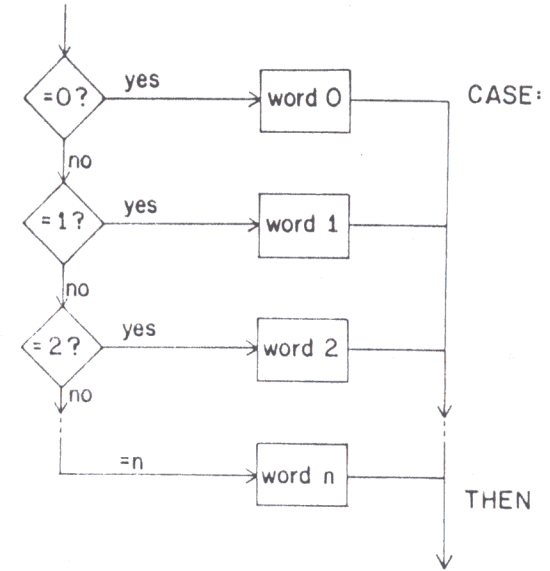 yes
=0?
word 0
CASE:
no
yes
=1?
word 1
no
yes
=2?
word 2
no
=n
word n
THEN